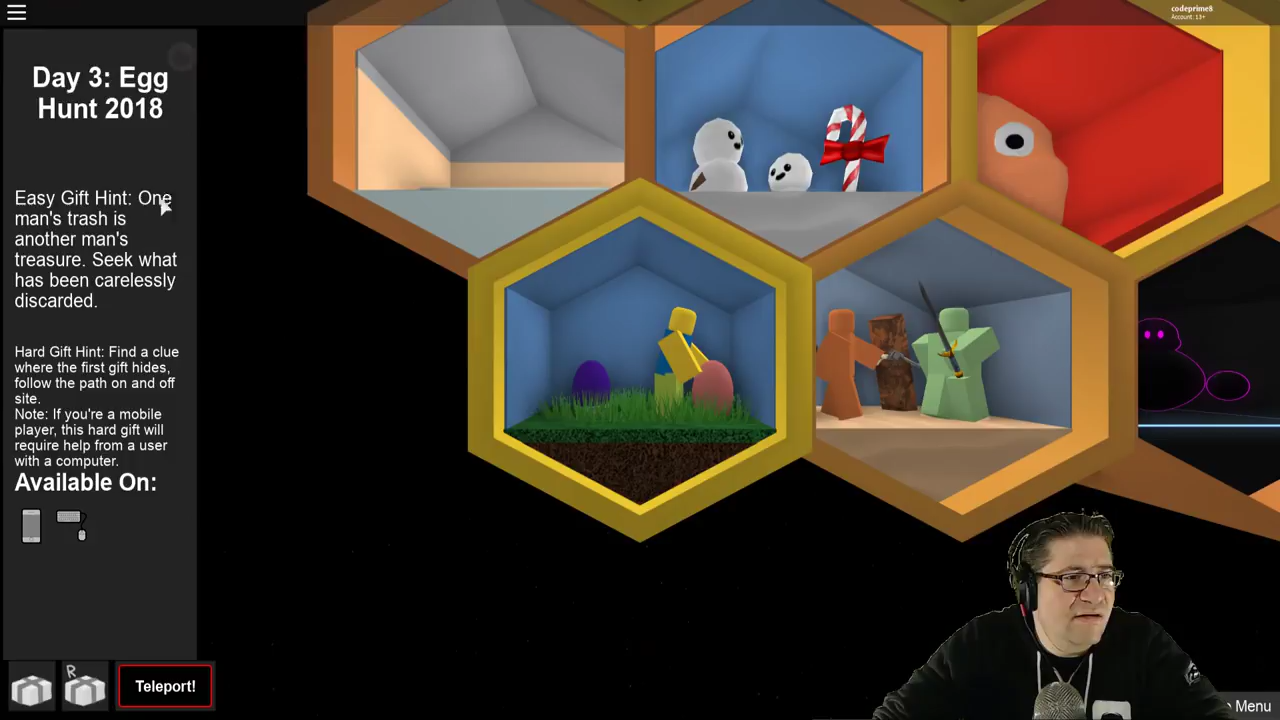 codeprime8
Account: 13+
Day 3: Egg
Hunt 2018
Easy Gift Hint: One
man's trash is
another man's
treasure. Seek what
has been carelessly
discarded.
Hard Gift Hint: Find a clue
where the first gift hides,
follow the path on and off
site.
Note: If you're a mobile
player, this hard gift will
require help from a user
with a computer.
Available On:
R
Teleport!
Menu